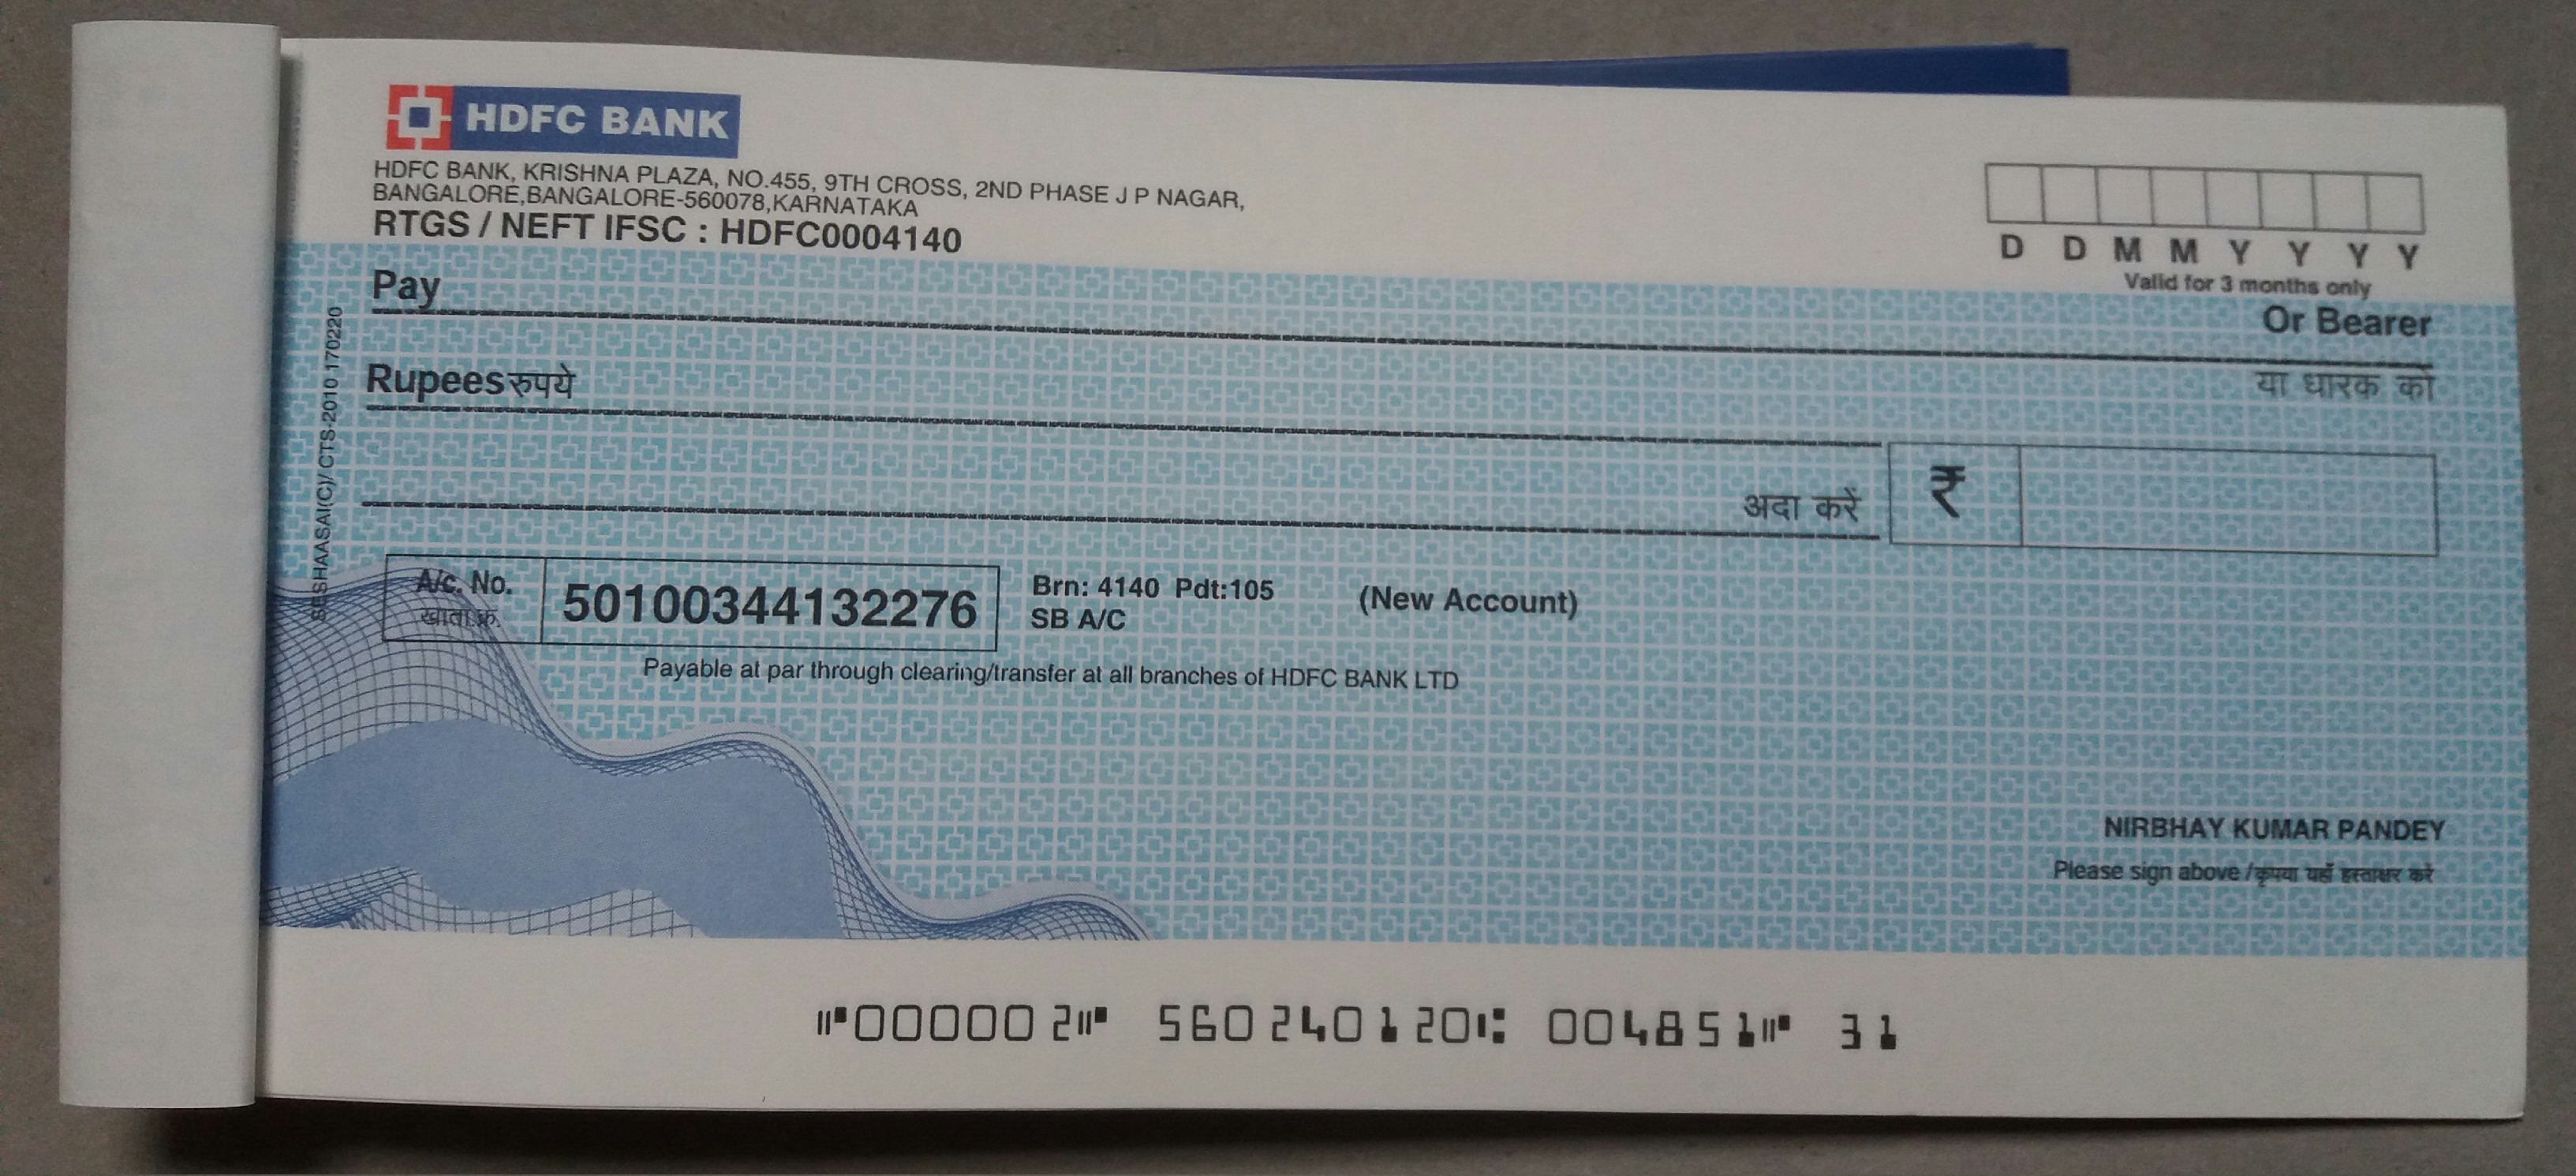 HDFC BANK
HDFC BANK, KRISHNA PLAZA, NO.455, 9TH CROSS, 2ND PHASE J P NAGAR,
BANGALORE,BANGALORE-560078,KARNATAKA
RTGS / NEFT IFSC : HDFC0004140
D D M M Y Y Y Y
Valid for 3 months only
Pay
Or Bearer
या धारक को
Rupees रुपये
अदा करें ₹
SESHAASAI(C)/ CTS-2010 170220
A/c. No.
खाता क्र.
50100344132276
Brn: 4140 Pdt:105
SB A/C
(New Account)
Payable at par through clearing/transfer at all branches of HDFC BANK LTD
NIRBHAY KUMAR PANDEY
Please sign above /कृपया यहाँ हस्ताक्षर करे
⑈000002⑈ 560240120⑆ 004851⑈ 31